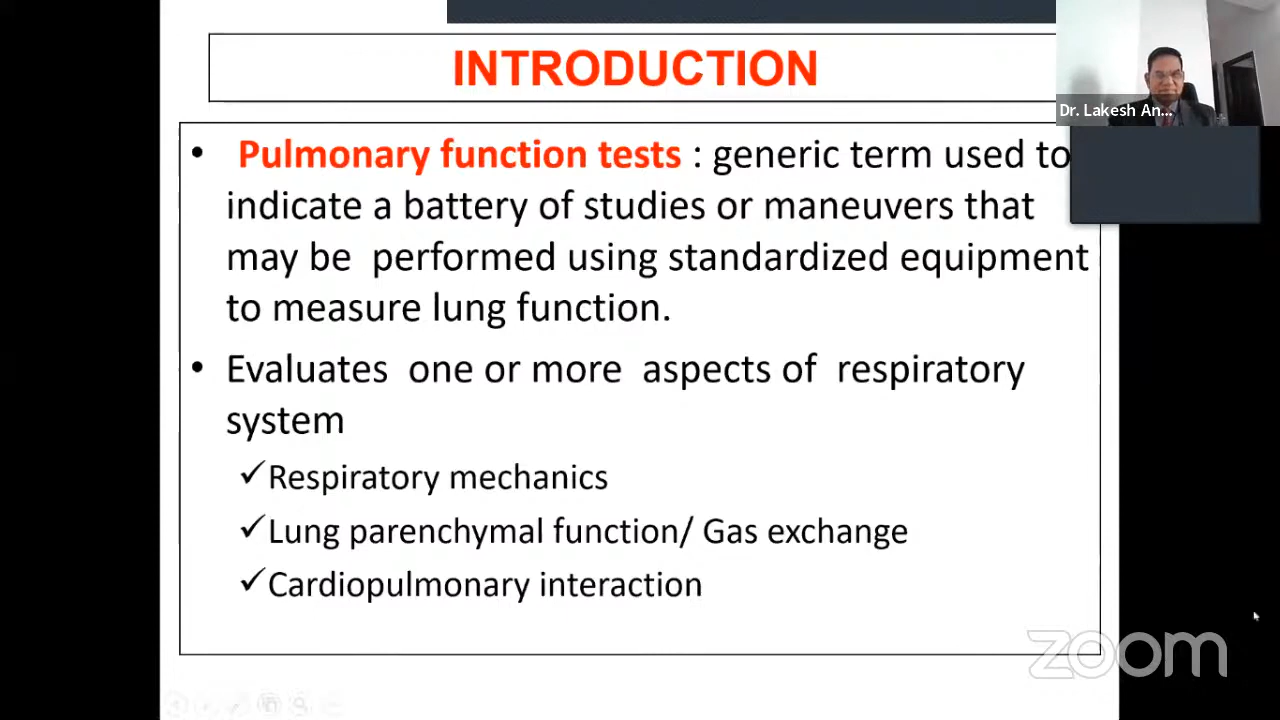 INTRODUCTION
Dr. Lakesh An...
• Pulmonary function tests : generic term used to
indicate a battery of studies or maneuvers that
may be performed using standardized equipment
to measure lung function.
• Evaluates one or more aspects of respiratory
system
✓Respiratory mechanics
✓Lung parenchymal function/ Gas exchange
✓Cardiopulmonary interaction
zoom